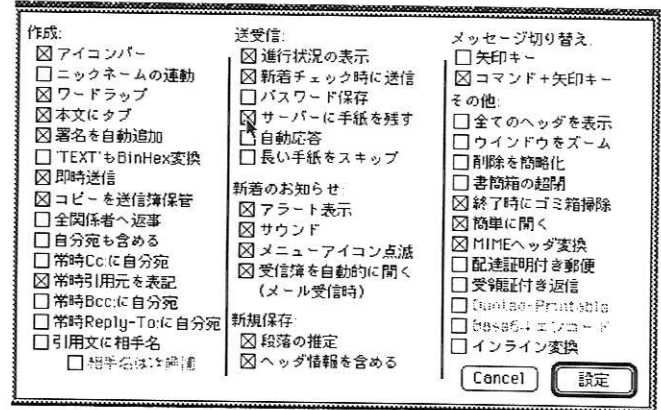 作成:
アイコンバー
ニックネームの連動
ワードラップ
本文にタブ
署名を自動追加
'TEXT'もBinHex変換
即時送信
コピーを送信簿保管
全関係者へ返事
自分宛も含める
常時Cc:に自分宛
常時引用元を表記
常時Bcc:に自分宛
常時Reply-To:に自分宛
引用文に相手名
送受信:
進行状況の表示
新着チェック時に送信
パスワード保存
サーバーに手紙を残す
自動応答
長い手紙をスキップ
新着のお知らせ:
アラート表示
サウンド
メニューアイコン点滅
受信簿を自動的に開く
(メール受信時)
新規保存:
段落の推定
ヘッダ情報を含める
メッセージ切り替え:
矢印キー
コマンド+矢印キー
その他:
全てのヘッダを表示
ウインドウをズーム
削除を簡略化
書簡箱の超閉
終了時にゴミ箱掃除
簡単に開く
MIMEヘッダ変換
配達証明付き郵便
受領証付き返信
Quoted-Printable
base64エンコード
インライン変換
Cancel
設定